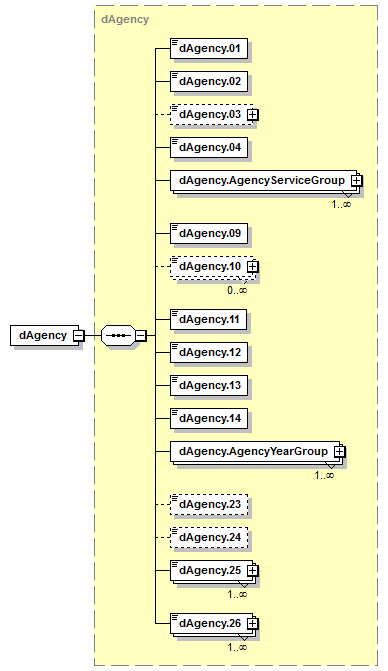 dAgency
dAgency.01
dAgency.02
dAgency.03
dAgency.04
dAgency.AgencyServiceGroup
1..∞
dAgency.09
dAgency.10
0..∞
dAgency.11
dAgency
dAgency.12
dAgency.13
dAgency.14
dAgency.AgencyYearGroup
1..∞
dAgency.23
dAgency.24
dAgency.25
1..∞
dAgency.26
1..∞